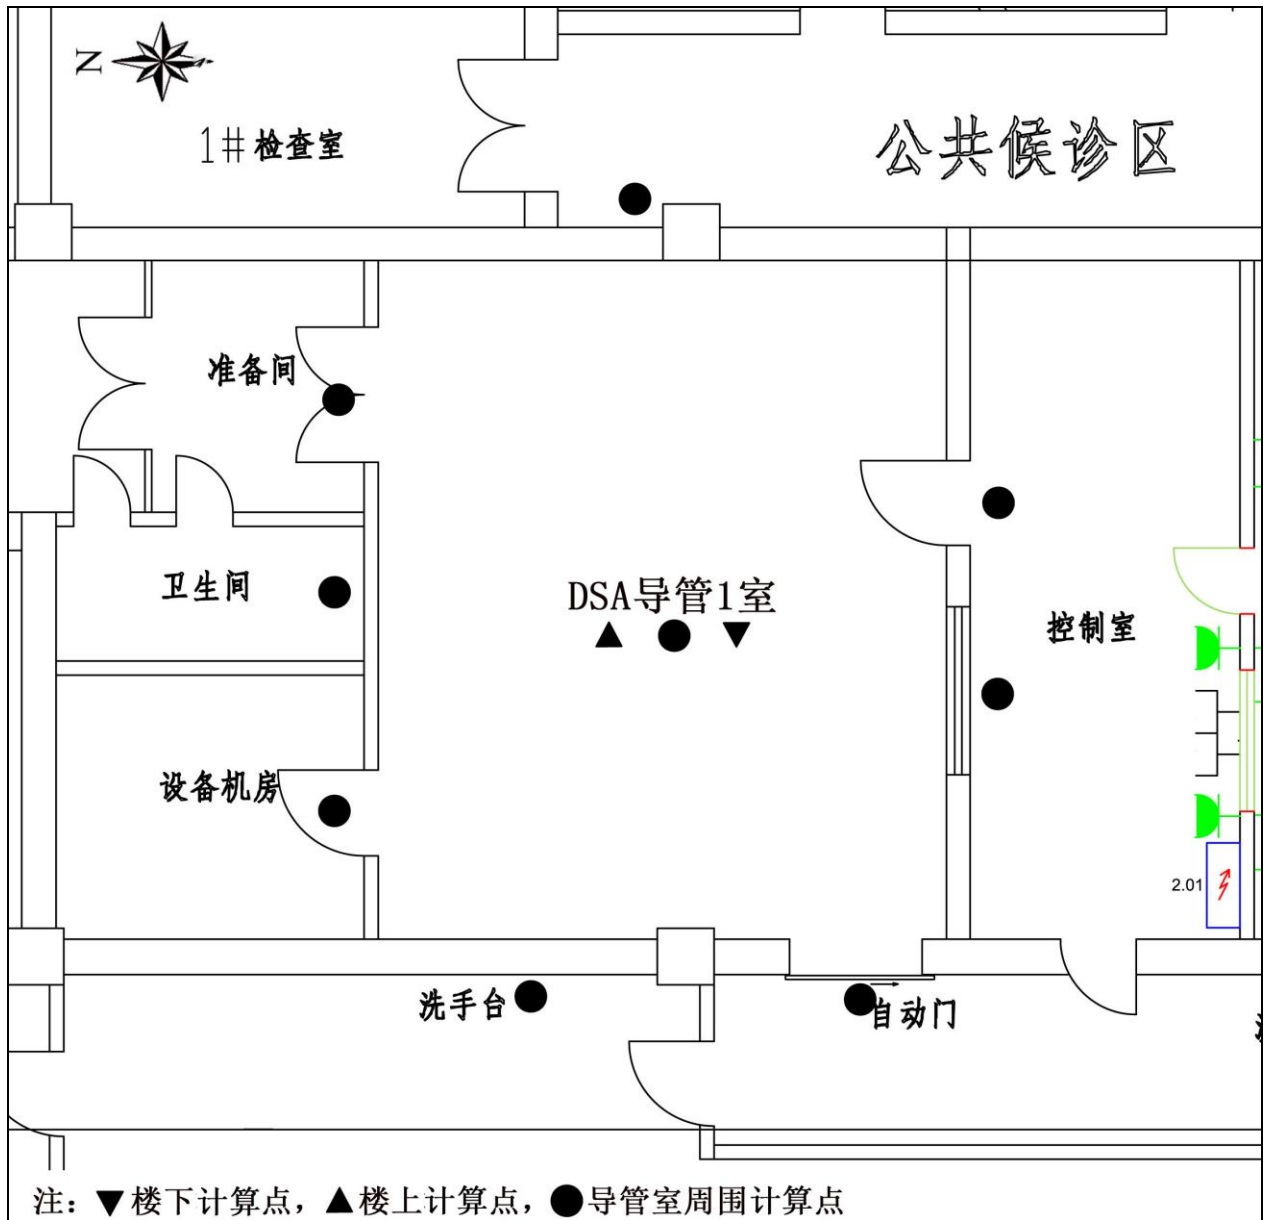 N
1#检查室
公共候诊区
准备间
卫生间
DSA导管1室
控制室
设备机房
2.01
洗手台
自动门
注：▼楼下计算点，▲楼上计算点，●导管室周围计算点